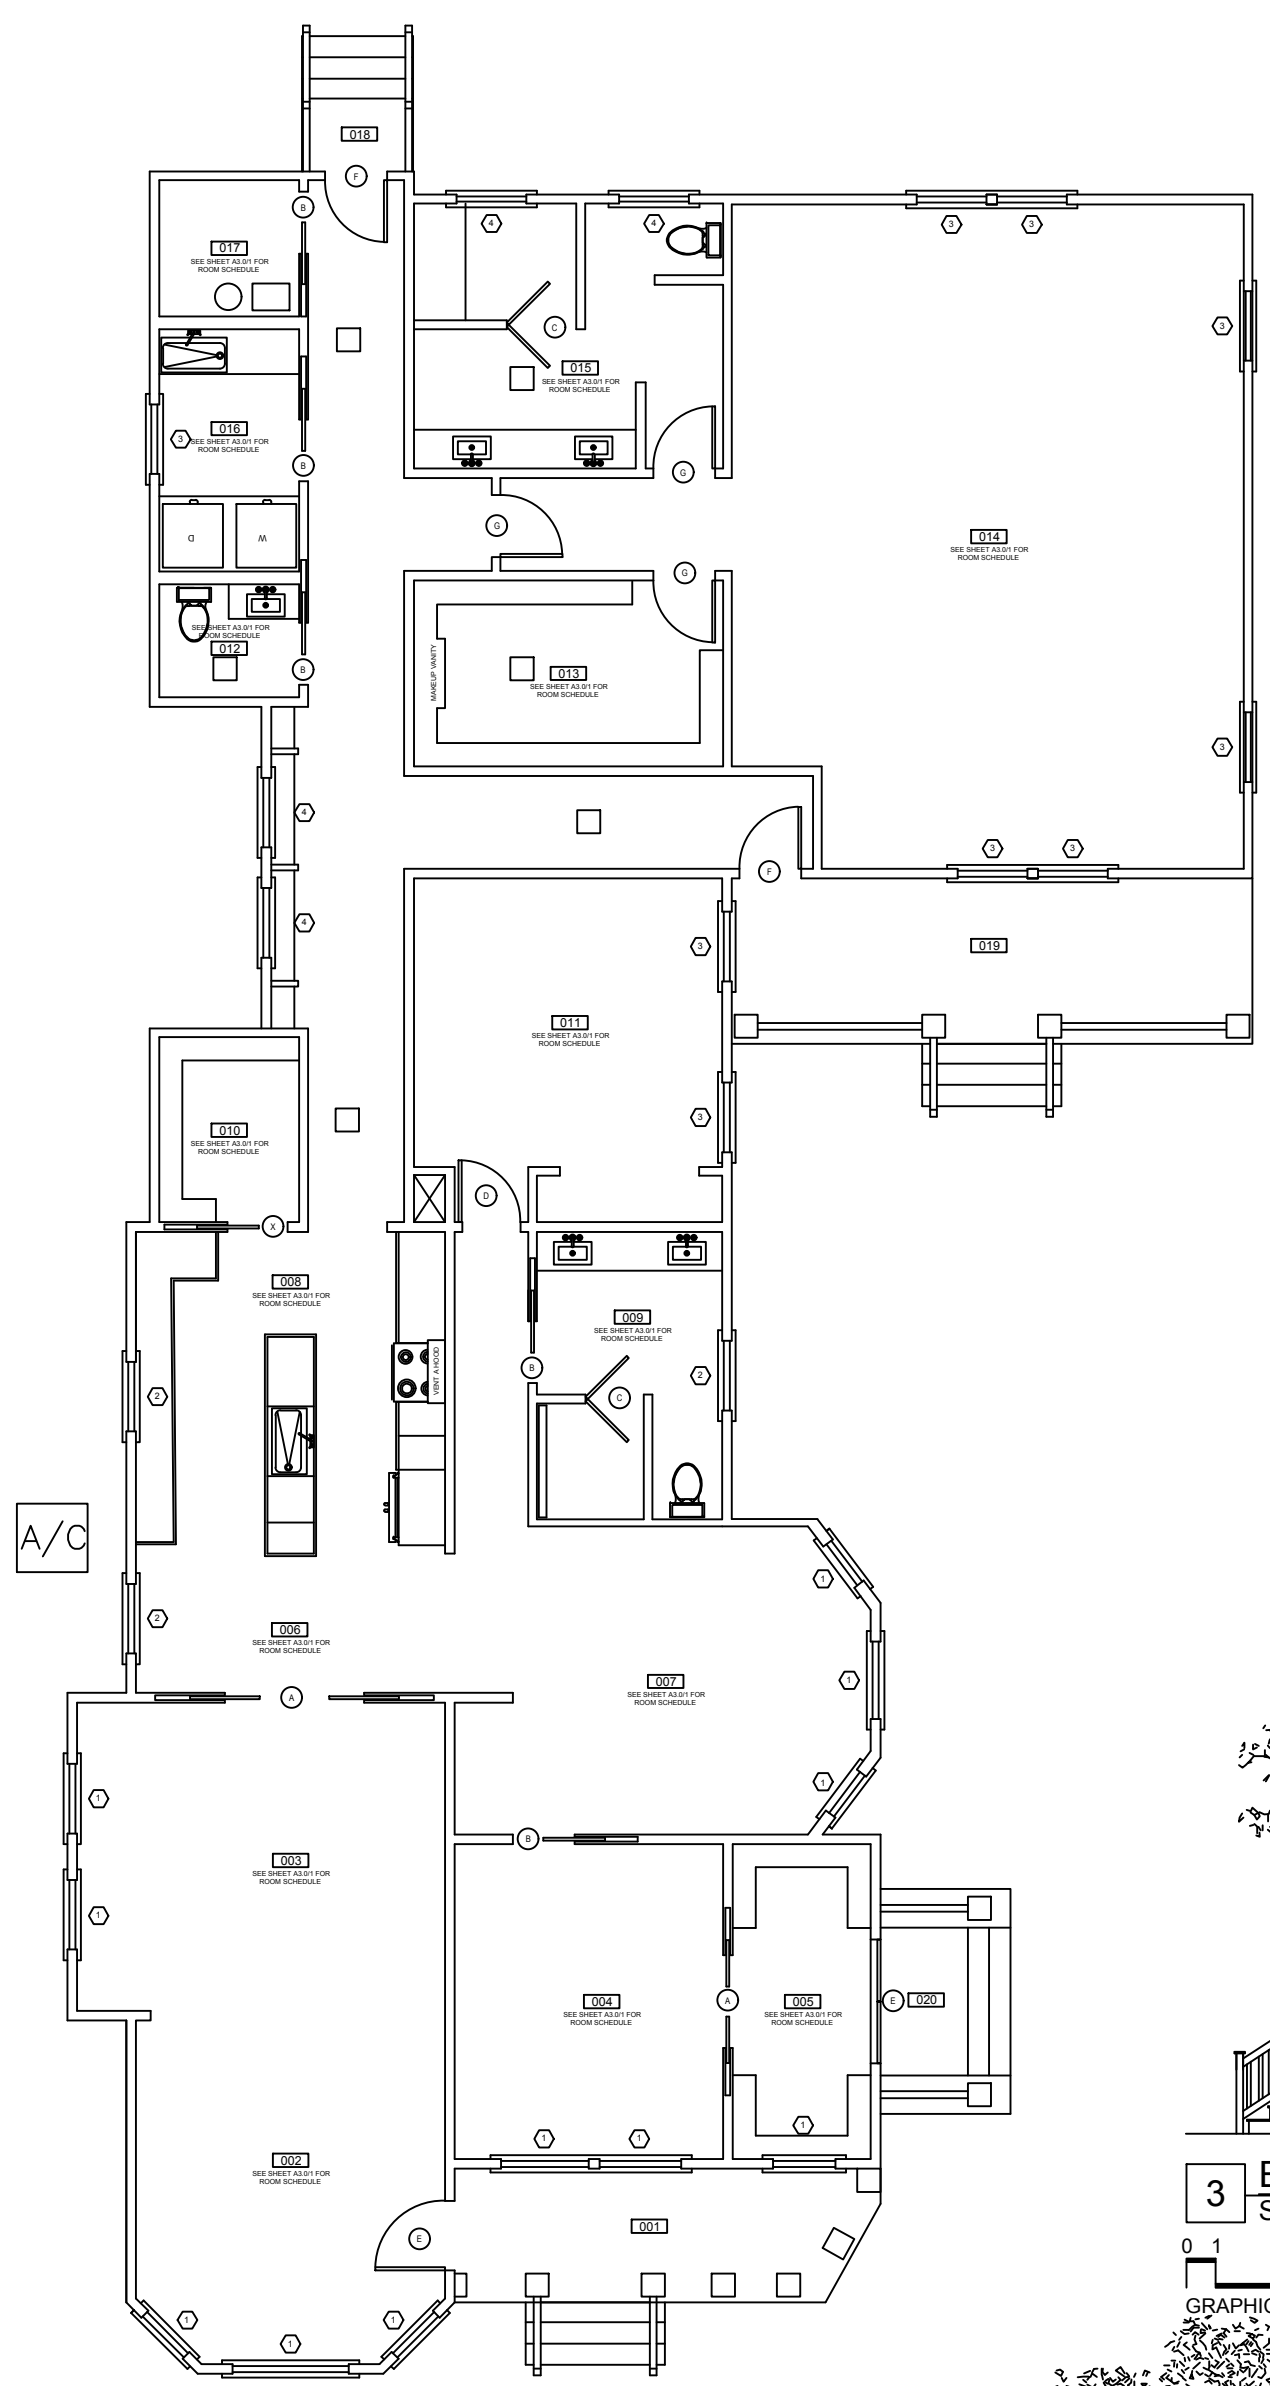 018
F
B
4
4
3
3
017
SEE SHEET A3.0/1 FOR
ROOM SCHEDULE
3
C
015
SEE SHEET A3.0/1 FOR
ROOM SCHEDULE
016
3
SEE SHEET A3.0/1 FOR
ROOM SCHEDULE
B
G
G
D
W
014
SEE SHEET A3.0/1 FOR
ROOM SCHEDULE
G
SEE SHEET A3.0/1 FOR
ROOM SCHEDULE
012
B
MAKEUP VANITY
013
SEE SHEET A3.0/1 FOR
ROOM SCHEDULE
3
4
3
3
F
4
3
019
011
SEE SHEET A3.0/1 FOR
ROOM SCHEDULE
3
010
SEE SHEET A3.0/1 FOR
ROOM SCHEDULE
D
X
008
SEE SHEET A3.0/1 FOR
ROOM SCHEDULE
009
SEE SHEET A3.0/1 FOR
ROOM SCHEDULE
VENT A HOOD
B
2
2
C
A/C
1
2
006
SEE SHEET A3.0/1 FOR
ROOM SCHEDULE
007
SEE SHEET A3.0/1 FOR
ROOM SCHEDULE
1
A
1
1
B
003
SEE SHEET A3.0/1 FOR
ROOM SCHEDULE
1
004
SEE SHEET A3.0/1 FOR
ROOM SCHEDULE
A
005
SEE SHEET A3.0/1 FOR
ROOM SCHEDULE
E
020
1
1
1
002
SEE SHEET A3.0/1 FOR
ROOM SCHEDULE
001
E
1
1
1
3
0 1
GRAPHIC